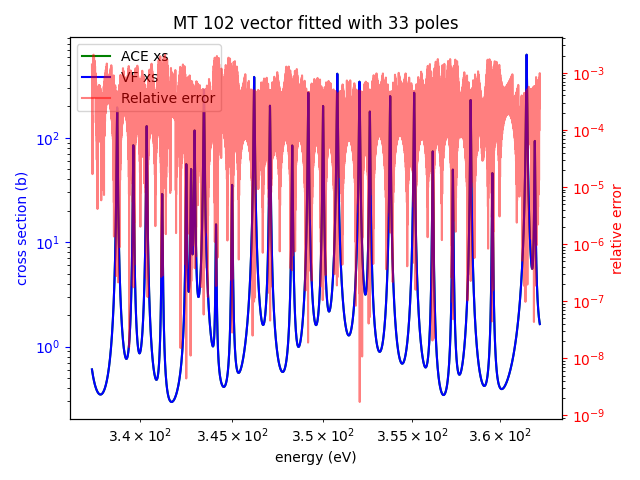 MT 102 vector fitted with 33 poles
ACE xs
VF xs
Relative error
cross section (b)
10²
10¹
10⁰
10⁻³
10⁻⁴
10⁻⁵
10⁻⁶
10⁻⁷
10⁻⁸
10⁻⁹
relative error
3.4 × 10² 3.45 × 10² 3.5 × 10² 3.55 × 10² 3.6 × 10²
energy (eV)